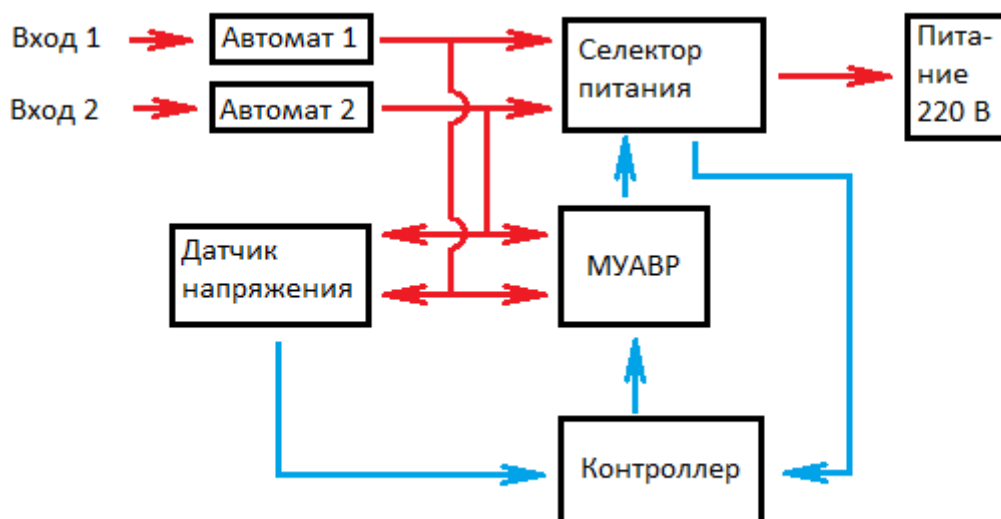 Вход 1
Автомат 1
Селектор
питания
Пита-
ние
220 В
Вход 2
Автомат 2
Датчик
напряжения
МУАВР
Контроллер